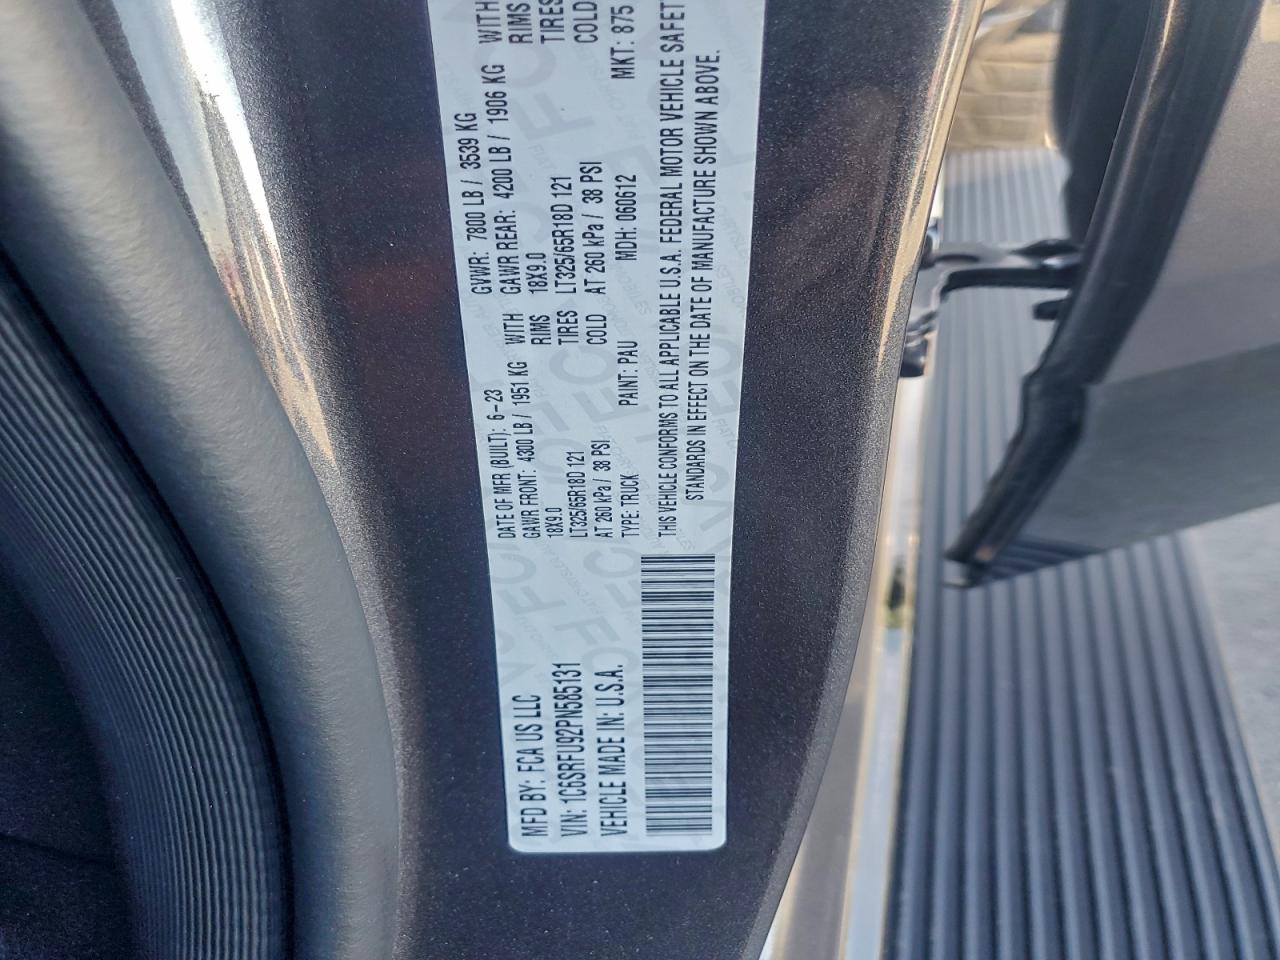 MFD BY: FCA US LLC
DATE OF MFR (BUILT): 6-23
GVWR: 7800 LB / 3539 KG
GAWR FRONT: 4300 LB / 1951 KG WITH
18X9.0 RIMS
LT325/65R18D 121 TIRES
AT 260 kPa / 38 PSI COLD
GAWR REAR: 4200 LB / 1906 KG WITH
18X9.0 RIMS
LT325/65R18D 121 TIRES
AT 260 kPa / 38 PSI COLD
VIN: 1C6SRFU92PN585131
TYPE: TRUCK PAINT: PAU MDH: 060612 MKT: 875
VEHICLE MADE IN: U.S.A.
THIS VEHICLE CONFORMS TO ALL APPLICABLE U.S.A. FEDERAL MOTOR VEHICLE SAFET
STANDARDS IN EFFECT ON THE DATE OF MANUFACTURE SHOWN ABOVE.